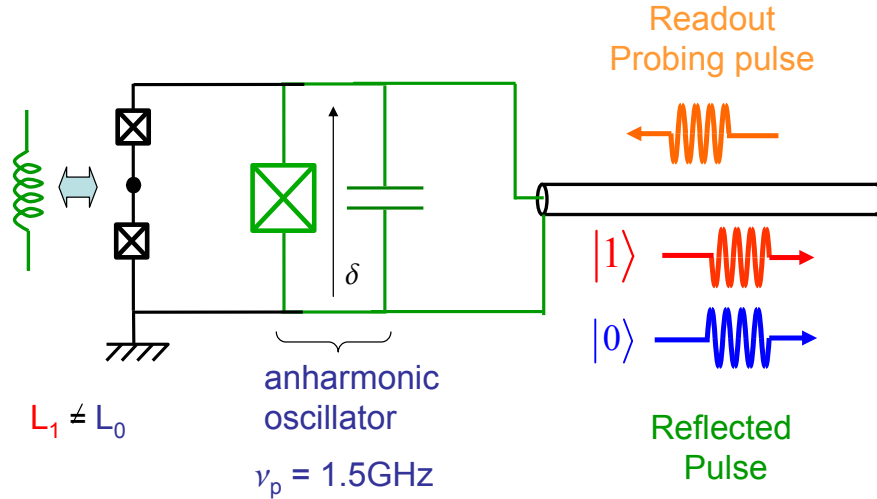 Readout
Probing pulse
δ
|1⟩
|0⟩
anharmonic
oscillator
L₁ ≠ L₀
νₚ = 1.5GHz
Reflected
Pulse